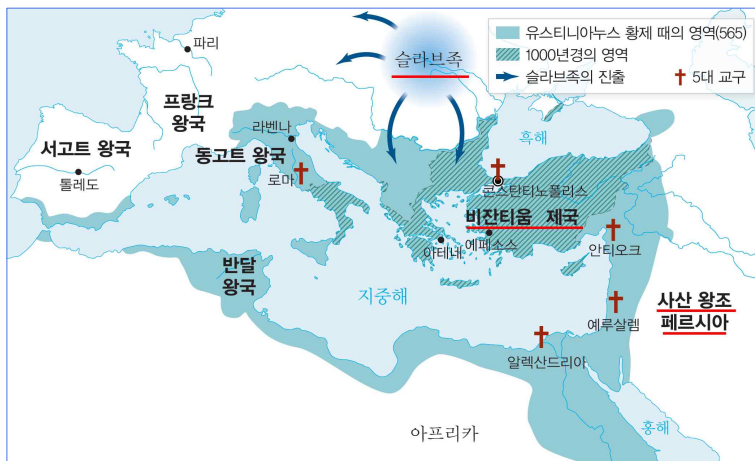 유스티니아누스 황제 때의 영역(565)
1000년경의 영역
슬라브족의 진출
5대 교구
슬라브족
파리
프랑크
왕국
서고트 왕국
톨레도
라벤나
동고트 왕국
로마
흑해
콘스탄티노폴리스
비잔티움 제국
아테네
에페소스
안티오크
반달
왕국
지중해
예루살렘
사산 왕조
페르시아
알렉산드리아
아프리카
홍해